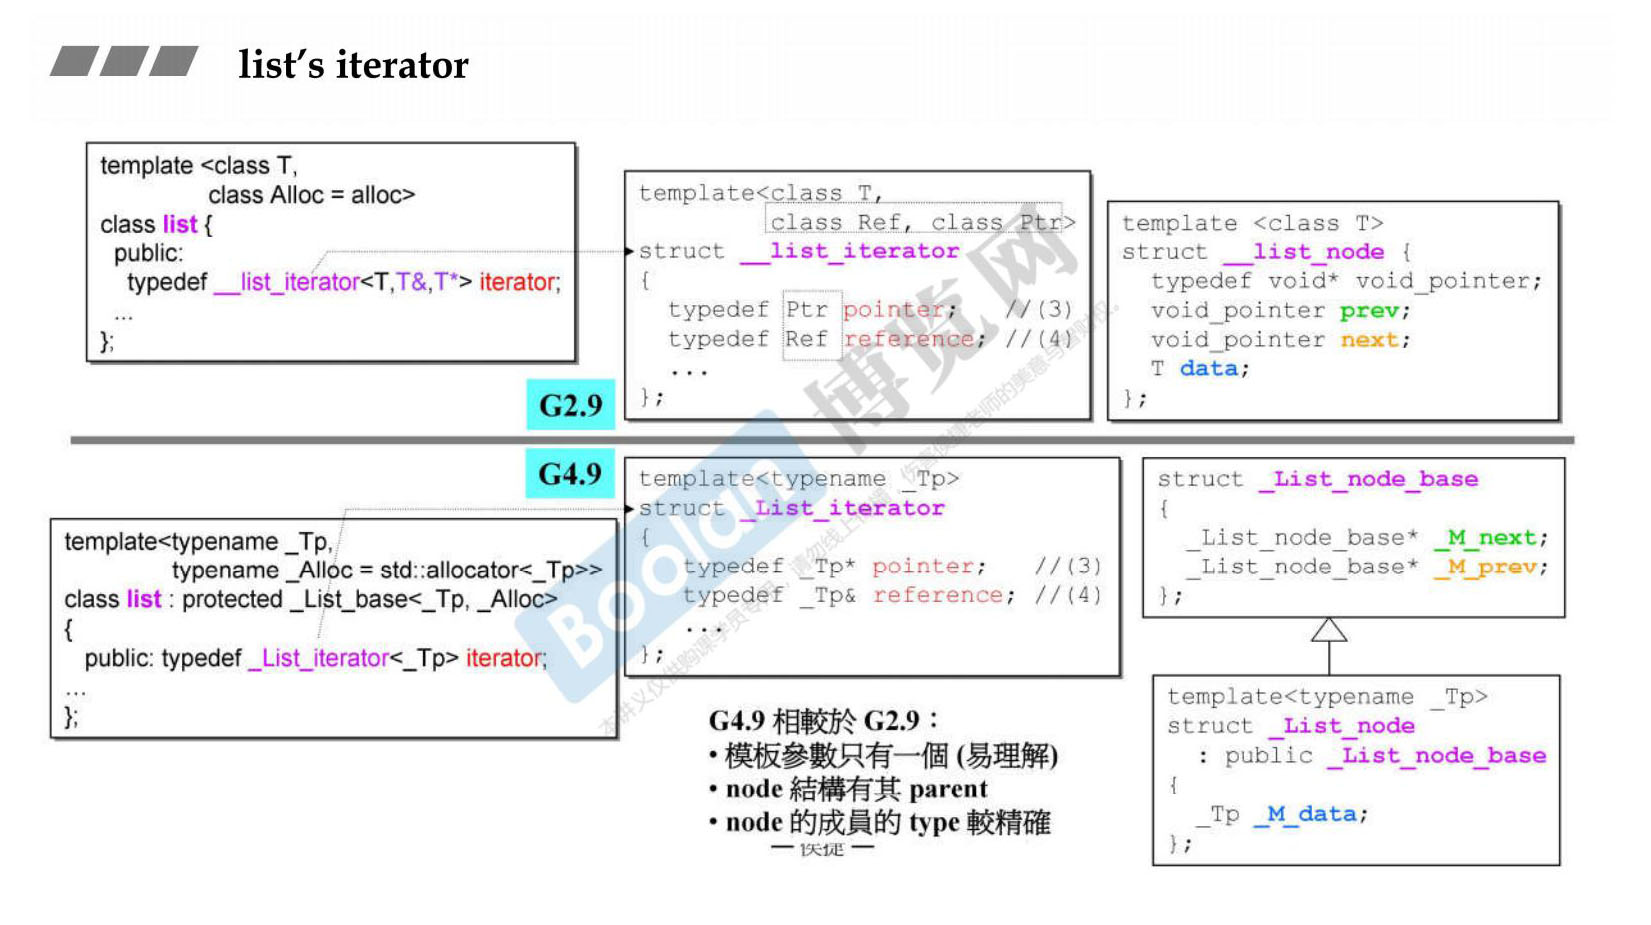 list's iterator
template <class T,
class Alloc = alloc>
class list {
public:
typedef __list_iterator<T,T&,T*> iterator;
...
};
template<class T,
class Ref, class Ptr>
struct __list_iterator
{
typedef Ptr pointer; //(3)
typedef Ref reference; //(4)
...
};
template <class T>
struct __list_node {
typedef void* void_pointer;
void_pointer prev;
void_pointer next;
T data;
};
G2.9
G4.9
template<typename _Tp,
typename _Alloc = std::allocator<_Tp>>
class list : protected _List_base<_Tp, _Alloc>
{
public: typedef _List_iterator<_Tp> iterator;
...
};
template<typename _Tp>
struct _List_iterator
{
typedef _Tp* pointer; //(3)
typedef _Tp& reference; //(4)
...
};
struct _List_node_base
{
_List_node_base* _M_next;
_List_node_base* _M_prev;
};
template<typename _Tp>
struct _List_node
: public _List_node_base
{
_Tp _M_data;
};
G4.9 相較於 G2.9：
• 模板參數只有一個 (易理解)
• node 結構有其 parent
• node 的成員的 type 較精確
— 侯捷 —
Boolan 博览网